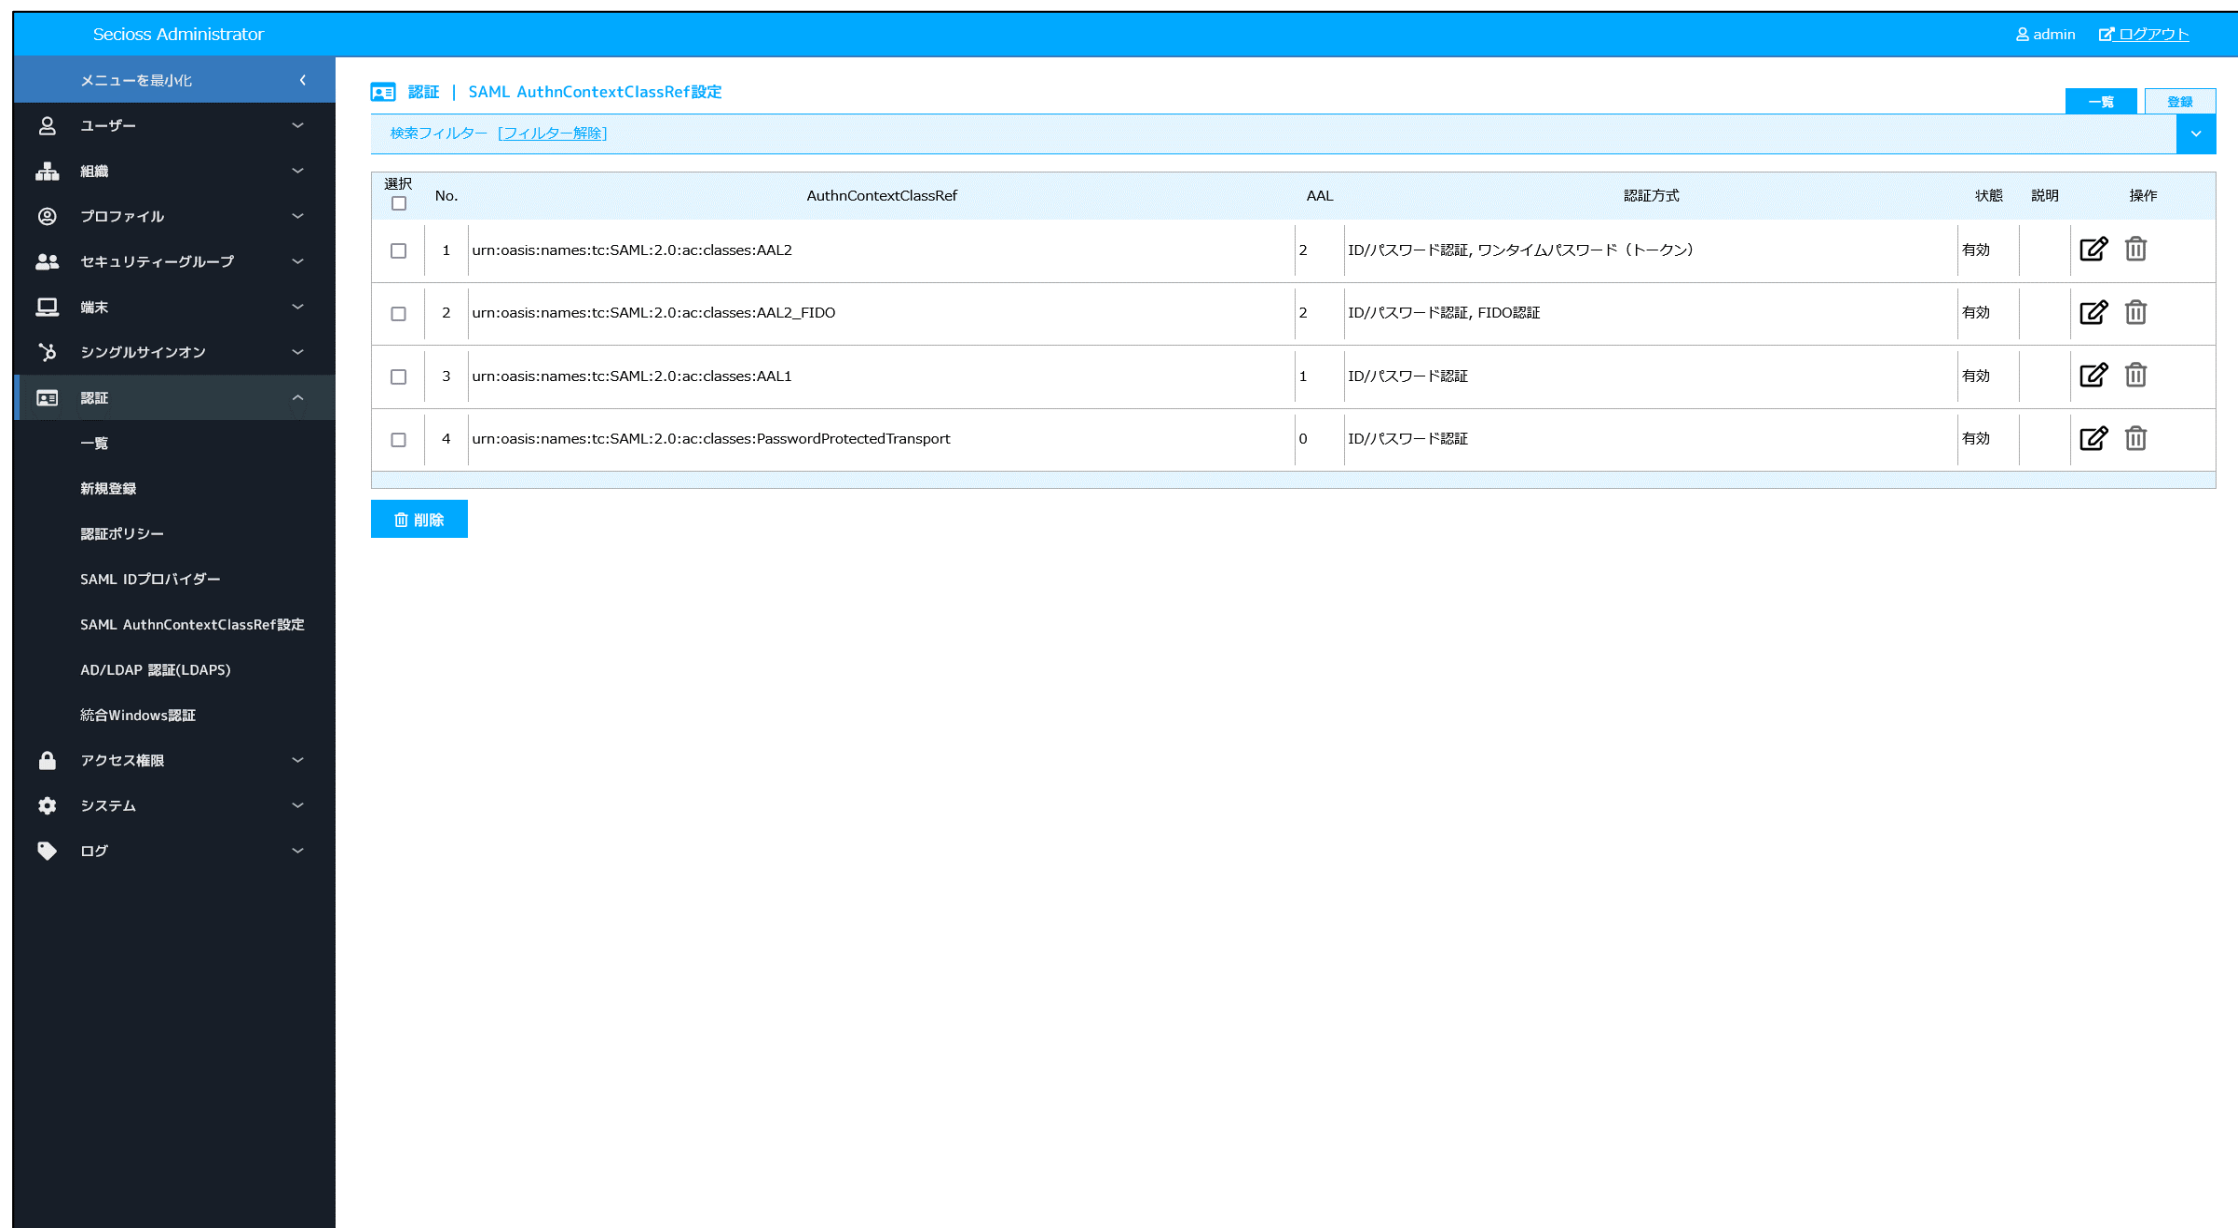 Secioss Administrator
admin ログアウト
メニューを最小化
ユーザー
組織
プロファイル
セキュリティーグループ
端末
シングルサインオン
認証
一覧
新規登録
認証ポリシー
SAML IDプロバイダー
SAML AuthnContextClassRef設定
AD/LDAP 認証(LDAPS)
統合Windows認証
アクセス権限
システム
ログ
認証 | SAML AuthnContextClassRef設定
一覧 登録
検索フィルター [フィルター解除]
選択 No. AuthnContextClassRef AAL 認証方式 状態 説明 操作
1 urn:oasis:names:tc:SAML:2.0:ac:classes:AAL2 2 ID/パスワード認証, ワンタイムパスワード（トークン） 有効
2 urn:oasis:names:tc:SAML:2.0:ac:classes:AAL2_FIDO 2 ID/パスワード認証, FIDO認証 有効
3 urn:oasis:names:tc:SAML:2.0:ac:classes:AAL1 1 ID/パスワード認証 有効
4 urn:oasis:names:tc:SAML:2.0:ac:classes:PasswordProtectedTransport 0 ID/パスワード認証 有効
削除